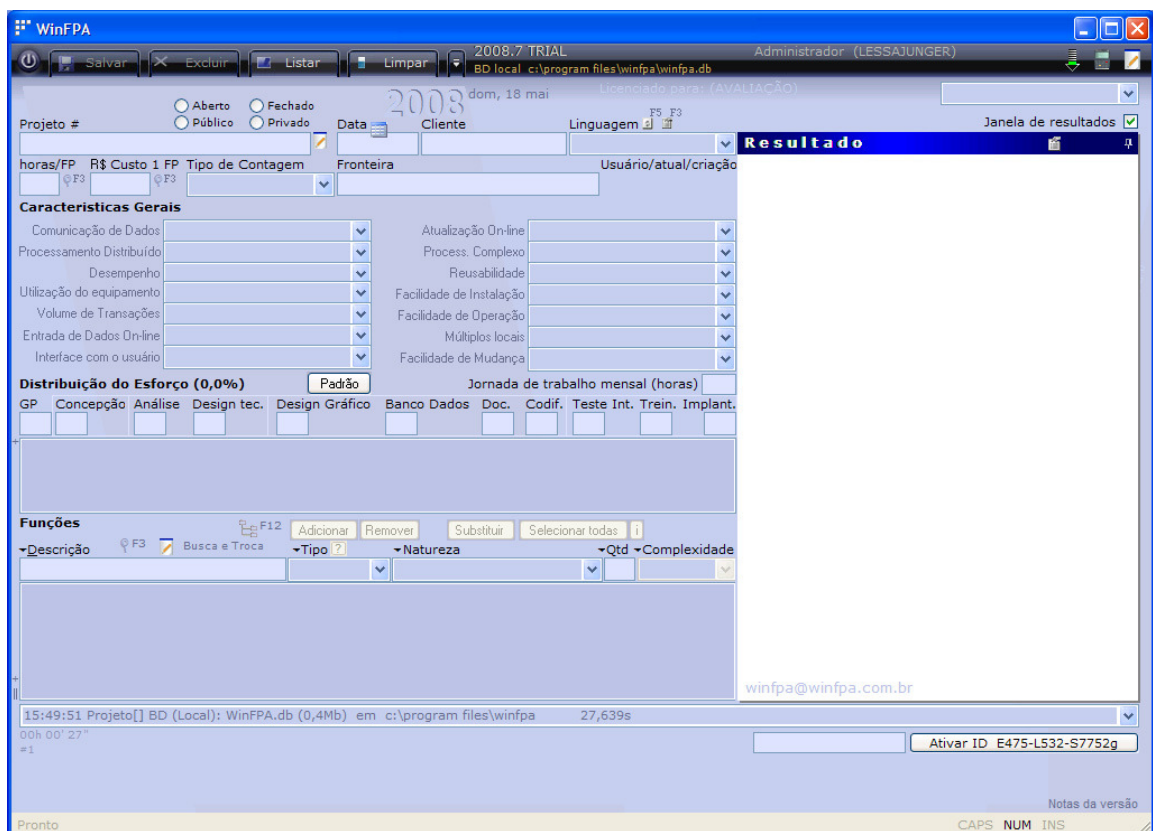 WinFPA
Salvar Excluir Listar Limpar 2008.7 TRIAL Administrador (LESSAJUNGER)
BD local c:\program files\winfpa\winfpa.db
2008 dom, 18 mai Licenciado para: (AVALIAÇÃO)
Aberto Fechado
Público Privado
F5 F3
Projeto # Data Cliente Linguagem Janela de resultados
Resultado
horas/FP R$ Custo 1 FP Tipo de Contagem Fronteira Usuário/atual/criação
F3 F3
Caracteristicas Gerais
Comunicação de Dados Atualização On-line
Processamento Distribuído Process. Complexo
Desempenho Reusabilidade
Utilização do equipamento Facilidade de Instalação
Volume de Transações Facilidade de Operação
Entrada de Dados On-line Múltiplos locais
Interface com o usuário Facilidade de Mudança
Distribuição do Esforço (0,0%) Padrão Jornada de trabalho mensal (horas)
GP Concepção Análise Design tec. Design Gráfico Banco Dados Doc. Codif. Teste Int. Trein. Implant.
Funções F12 Adicionar Remover Substituir Selecionar todas i
Descrição F3 Busca e Troca Tipo ? Natureza Qtd Complexidade
winfpa@winfpa.com.br
15:49:51 Projeto[] BD (Local): WinFPA.db (0,4Mb) em c:\program files\winfpa 27,639s
00h 00' 27"
#1
Ativar ID E475-L532-S7752g
Notas da versão
Pronto CAPS NUM INS